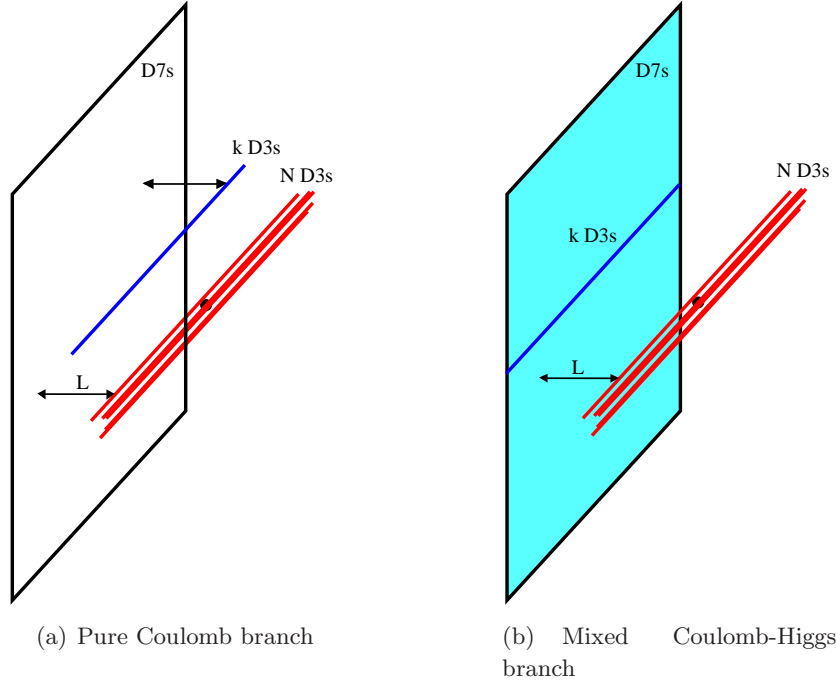 D7s
k D3s
N D3s
L
(a) Pure Coulomb branch
D7s
N D3s
k D3s
L
(b) Mixed Coulomb-Higgs
branch